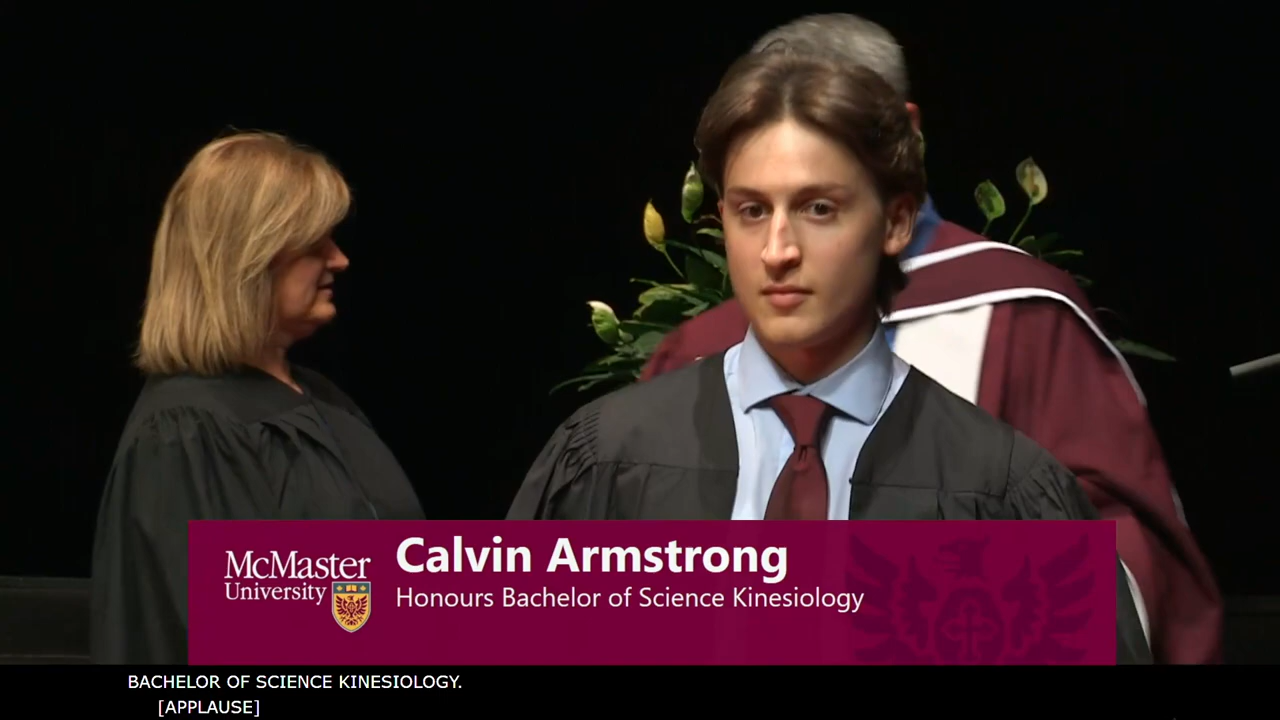 McMaster
University
Calvin Armstrong
Honours Bachelor of Science Kinesiology
BACHELOR OF SCIENCE KINESIOLOGY.
[APPLAUSE]